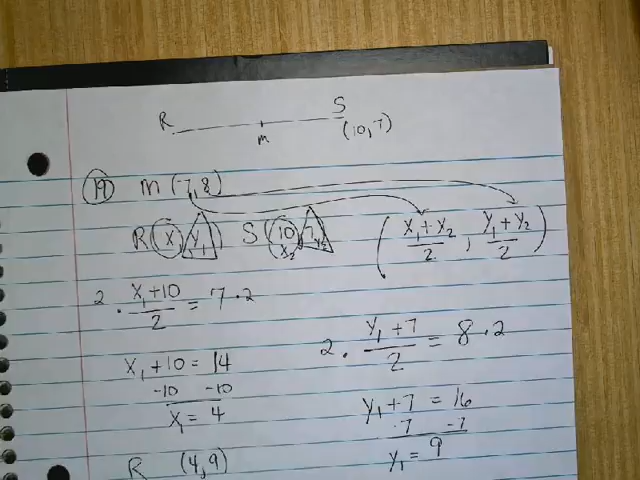 R S
m (10,7)
19 m (7,8)
R (x₁, y₁) S (10, 7) ( (x₁+x₂)/2 , (y₁+y₂)/2 )
x₂ y₂
2 · (x₁+10)/2 = 7·2
2 · (y₁+7)/2 = 8·2
x₁+10 = 14
-10 -10
x₁ = 4
y₁+7 = 16
-7 -7
y₁ = 9
R (4,9)